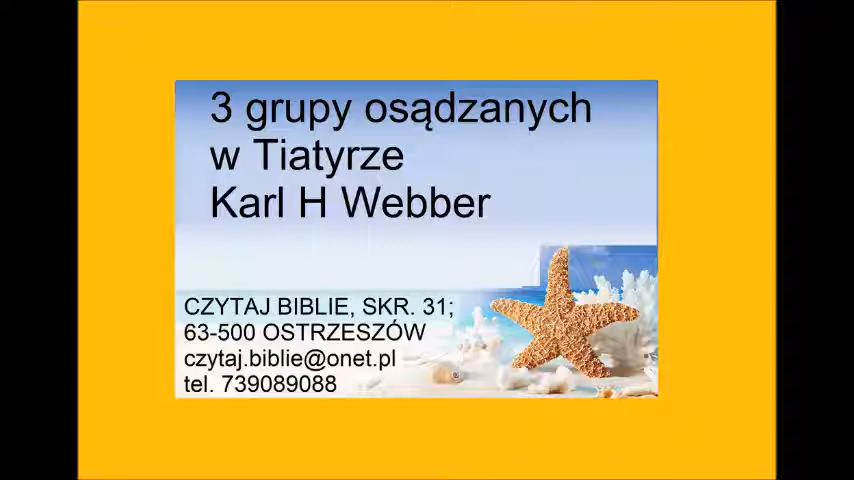 3 grupy osądzanych
w Tiatyrze
Karl H Webber
CZYTAJ BIBLIE, SKR. 31;
63-500 OSTRZESZÓW
czytaj.biblie@onet.pl
tel. 739089088